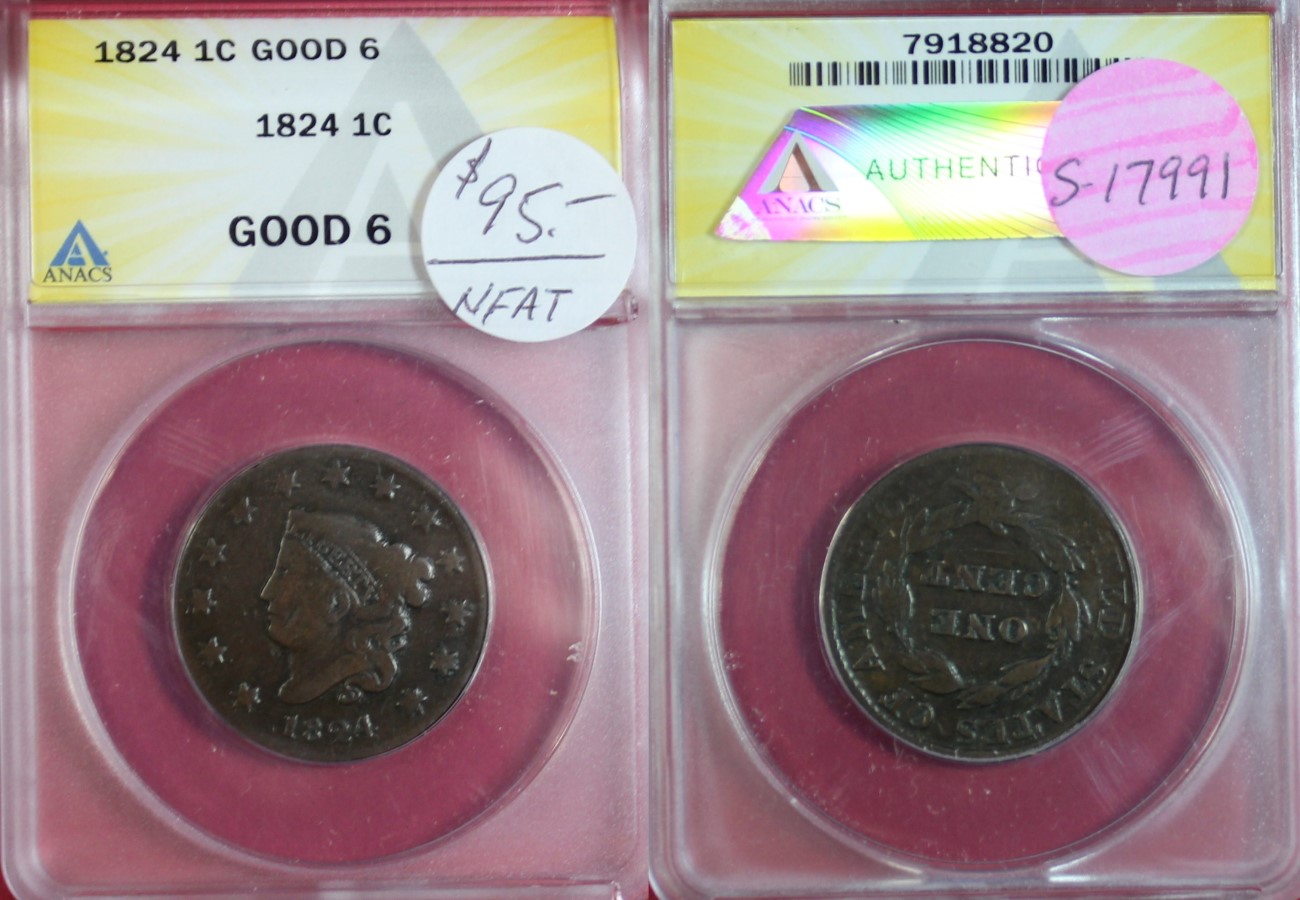 1824 1C GOOD 6
1824 1C
GOOD 6
ANACS
$95.-
NFAT
1824
7918820
AUTHENTIC
ANACS
S-17991
ONE
CENT
STATES OF